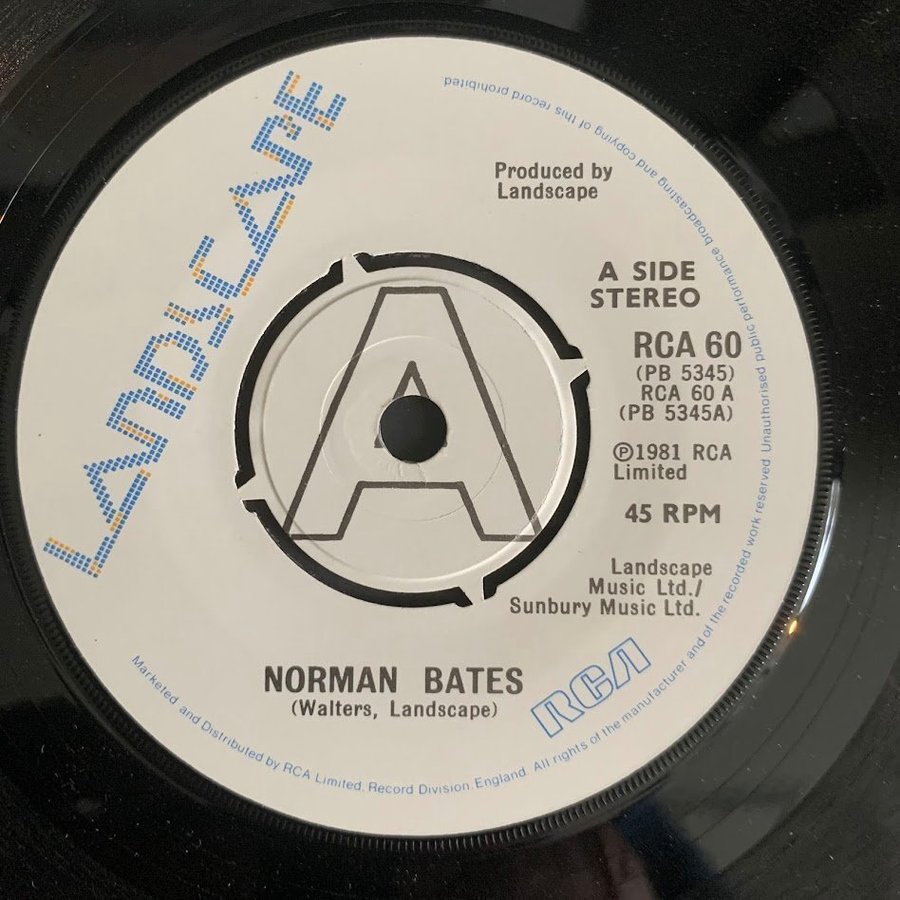 LANDSCAPE
Produced by
Landscape
A SIDE
STEREO
RCA 60
(PB 5345)
RCA 60 A
(PB 5345A)
Ⓟ1981 RCA
Limited
45 RPM
Landscape
Music Ltd./
Sunbury Music Ltd.
A
NORMAN BATES
(Walters, Landscape)
RCA
Marketed and Distributed by RCA Limited, Record Division, England. All rights of the manufacturer and of the recorded work reserved Unauthorised public performance broadcasting and copying of this record prohibited